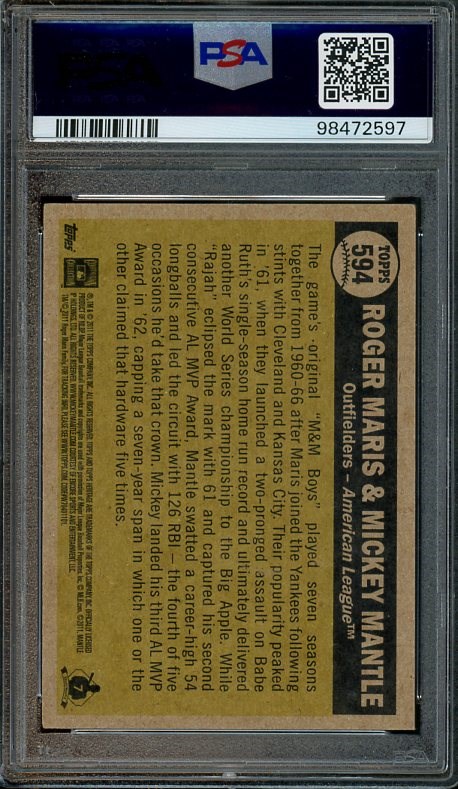 PSA
98472597
TOPPS
594
ROGER MARIS & MICKEY MANTLE
Outfielders – American League™
The game's original "M&M Boys" played seven seasons
together from 1960-66 after Maris joined the Yankees following
stints with Cleveland and Kansas City. Their popularity peaked
in '61, when they launched a two-pronged assault on Babe
Ruth's single-season home run record and ultimately delivered
another World Series championship to the Big Apple. While
"Rajah" eclipsed the mark with 61 and captured his second
consecutive AL MVP Award, Mantle swatted a career-high 54
longballs and led the circuit with 126 RBI — the fourth of five
occasions he'd take that crown. Mickey landed his third AL MVP
Award in '62, capping a seven-year span in which one or the
other claimed that hardware five times.
topps
7